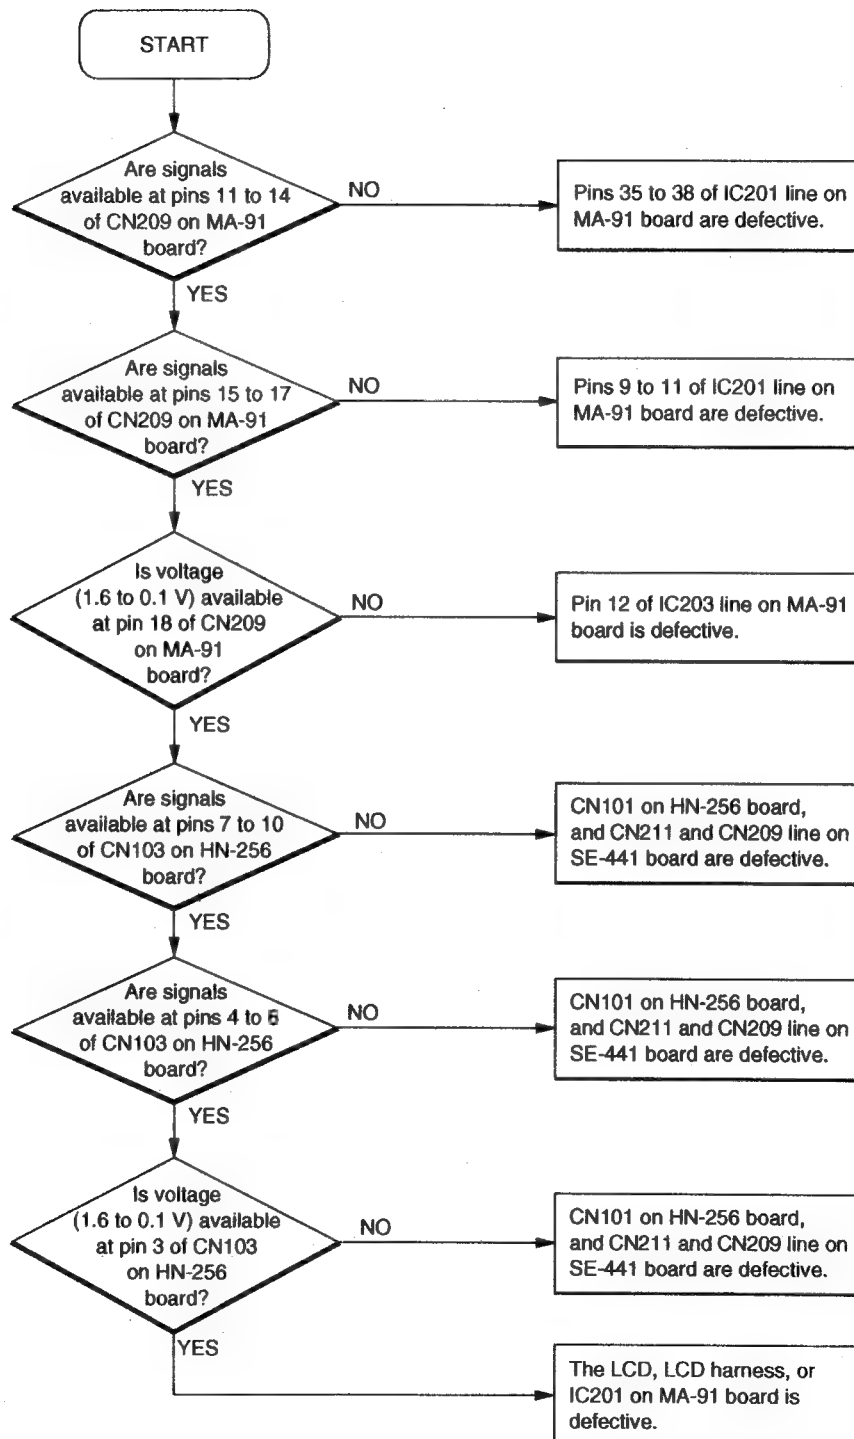 START
Are signals
available at pins 11 to 14
of CN209 on MA-91
board?
NO
Pins 35 to 38 of IC201 line on
MA-91 board are defective.
YES
Are signals
available at pins 15 to 17
of CN209 on MA-91
board?
NO
Pins 9 to 11 of IC201 line on
MA-91 board are defective.
YES
Is voltage
(1.6 to 0.1 V) available
at pin 18 of CN209
on MA-91
board?
NO
Pin 12 of IC203 line on MA-91
board is defective.
YES
Are signals
available at pins 7 to 10
of CN103 on HN-256
board?
NO
CN101 on HN-256 board,
and CN211 and CN209 line on
SE-441 board are defective.
YES
Are signals
available at pins 4 to 6
of CN103 on HN-256
board?
NO
CN101 on HN-256 board,
and CN211 and CN209 line on
SE-441 board are defective.
YES
Is voltage
(1.6 to 0.1 V) available
at pin 3 of CN103
on HN-256
board?
NO
CN101 on HN-256 board,
and CN211 and CN209 line on
SE-441 board are defective.
YES
The LCD, LCD harness, or
IC201 on MA-91 board is
defective.